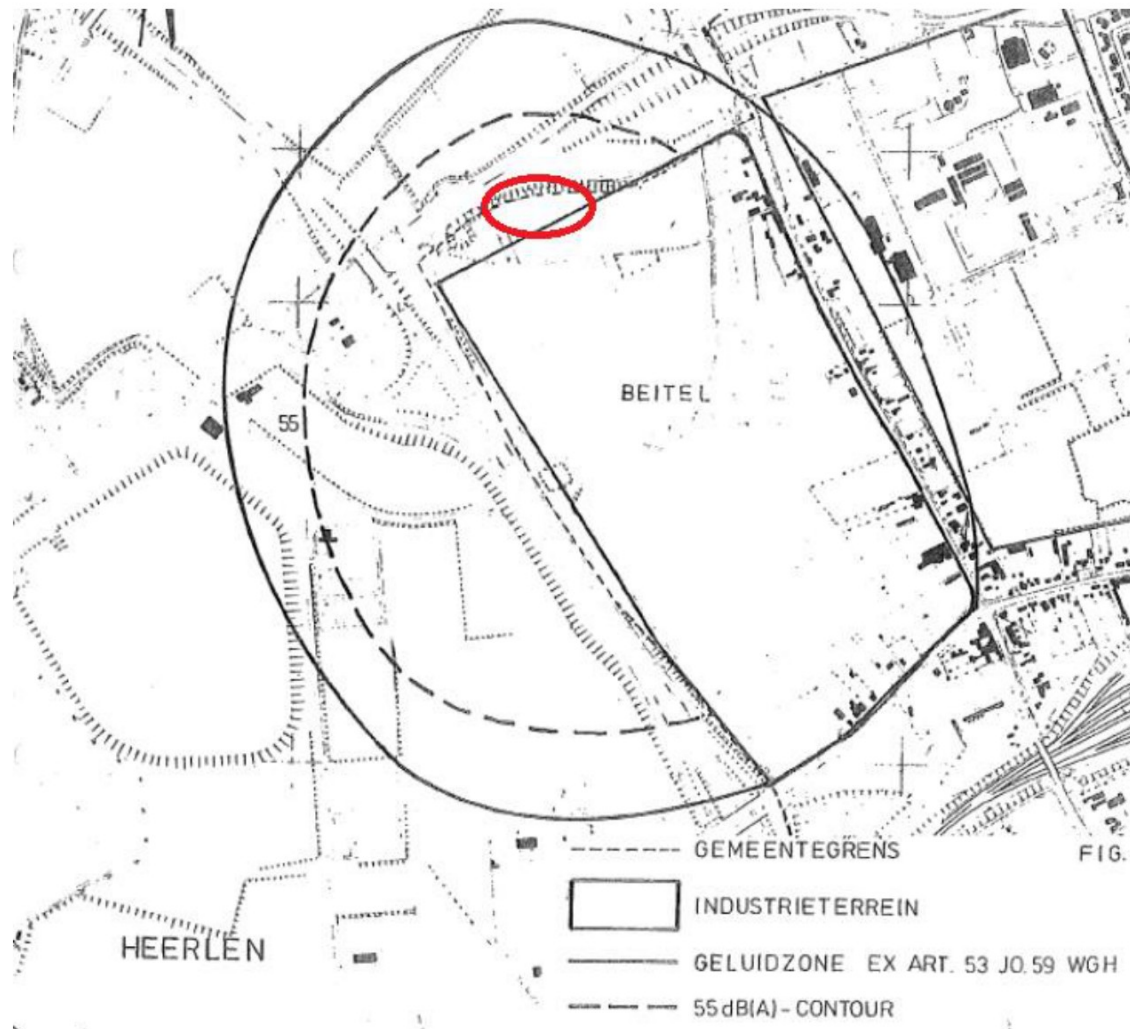 BEITEL
55
GEMEENTEGRENS
FIG.
INDUSTRIETERREIN
HEERLEN
GELUIDZONE EX ART. 53 JO. 59 WGH
55dB(A)-CONTOUR